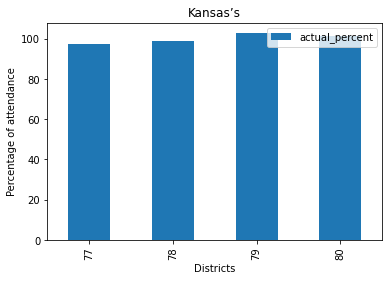 Kansas’s
actual_percent
100
80
60
40
20
0
Percentage of attendance
77 78 79 80
Districts